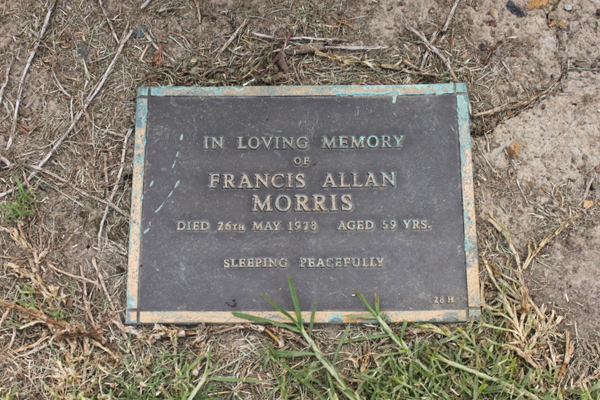 IN LOVING MEMORY
OF
FRANCIS ALLAN
MORRIS
DIED 26TH MAY 1978 AGED 59 YRS.
SLEEPING PEACEFULLY
28 H